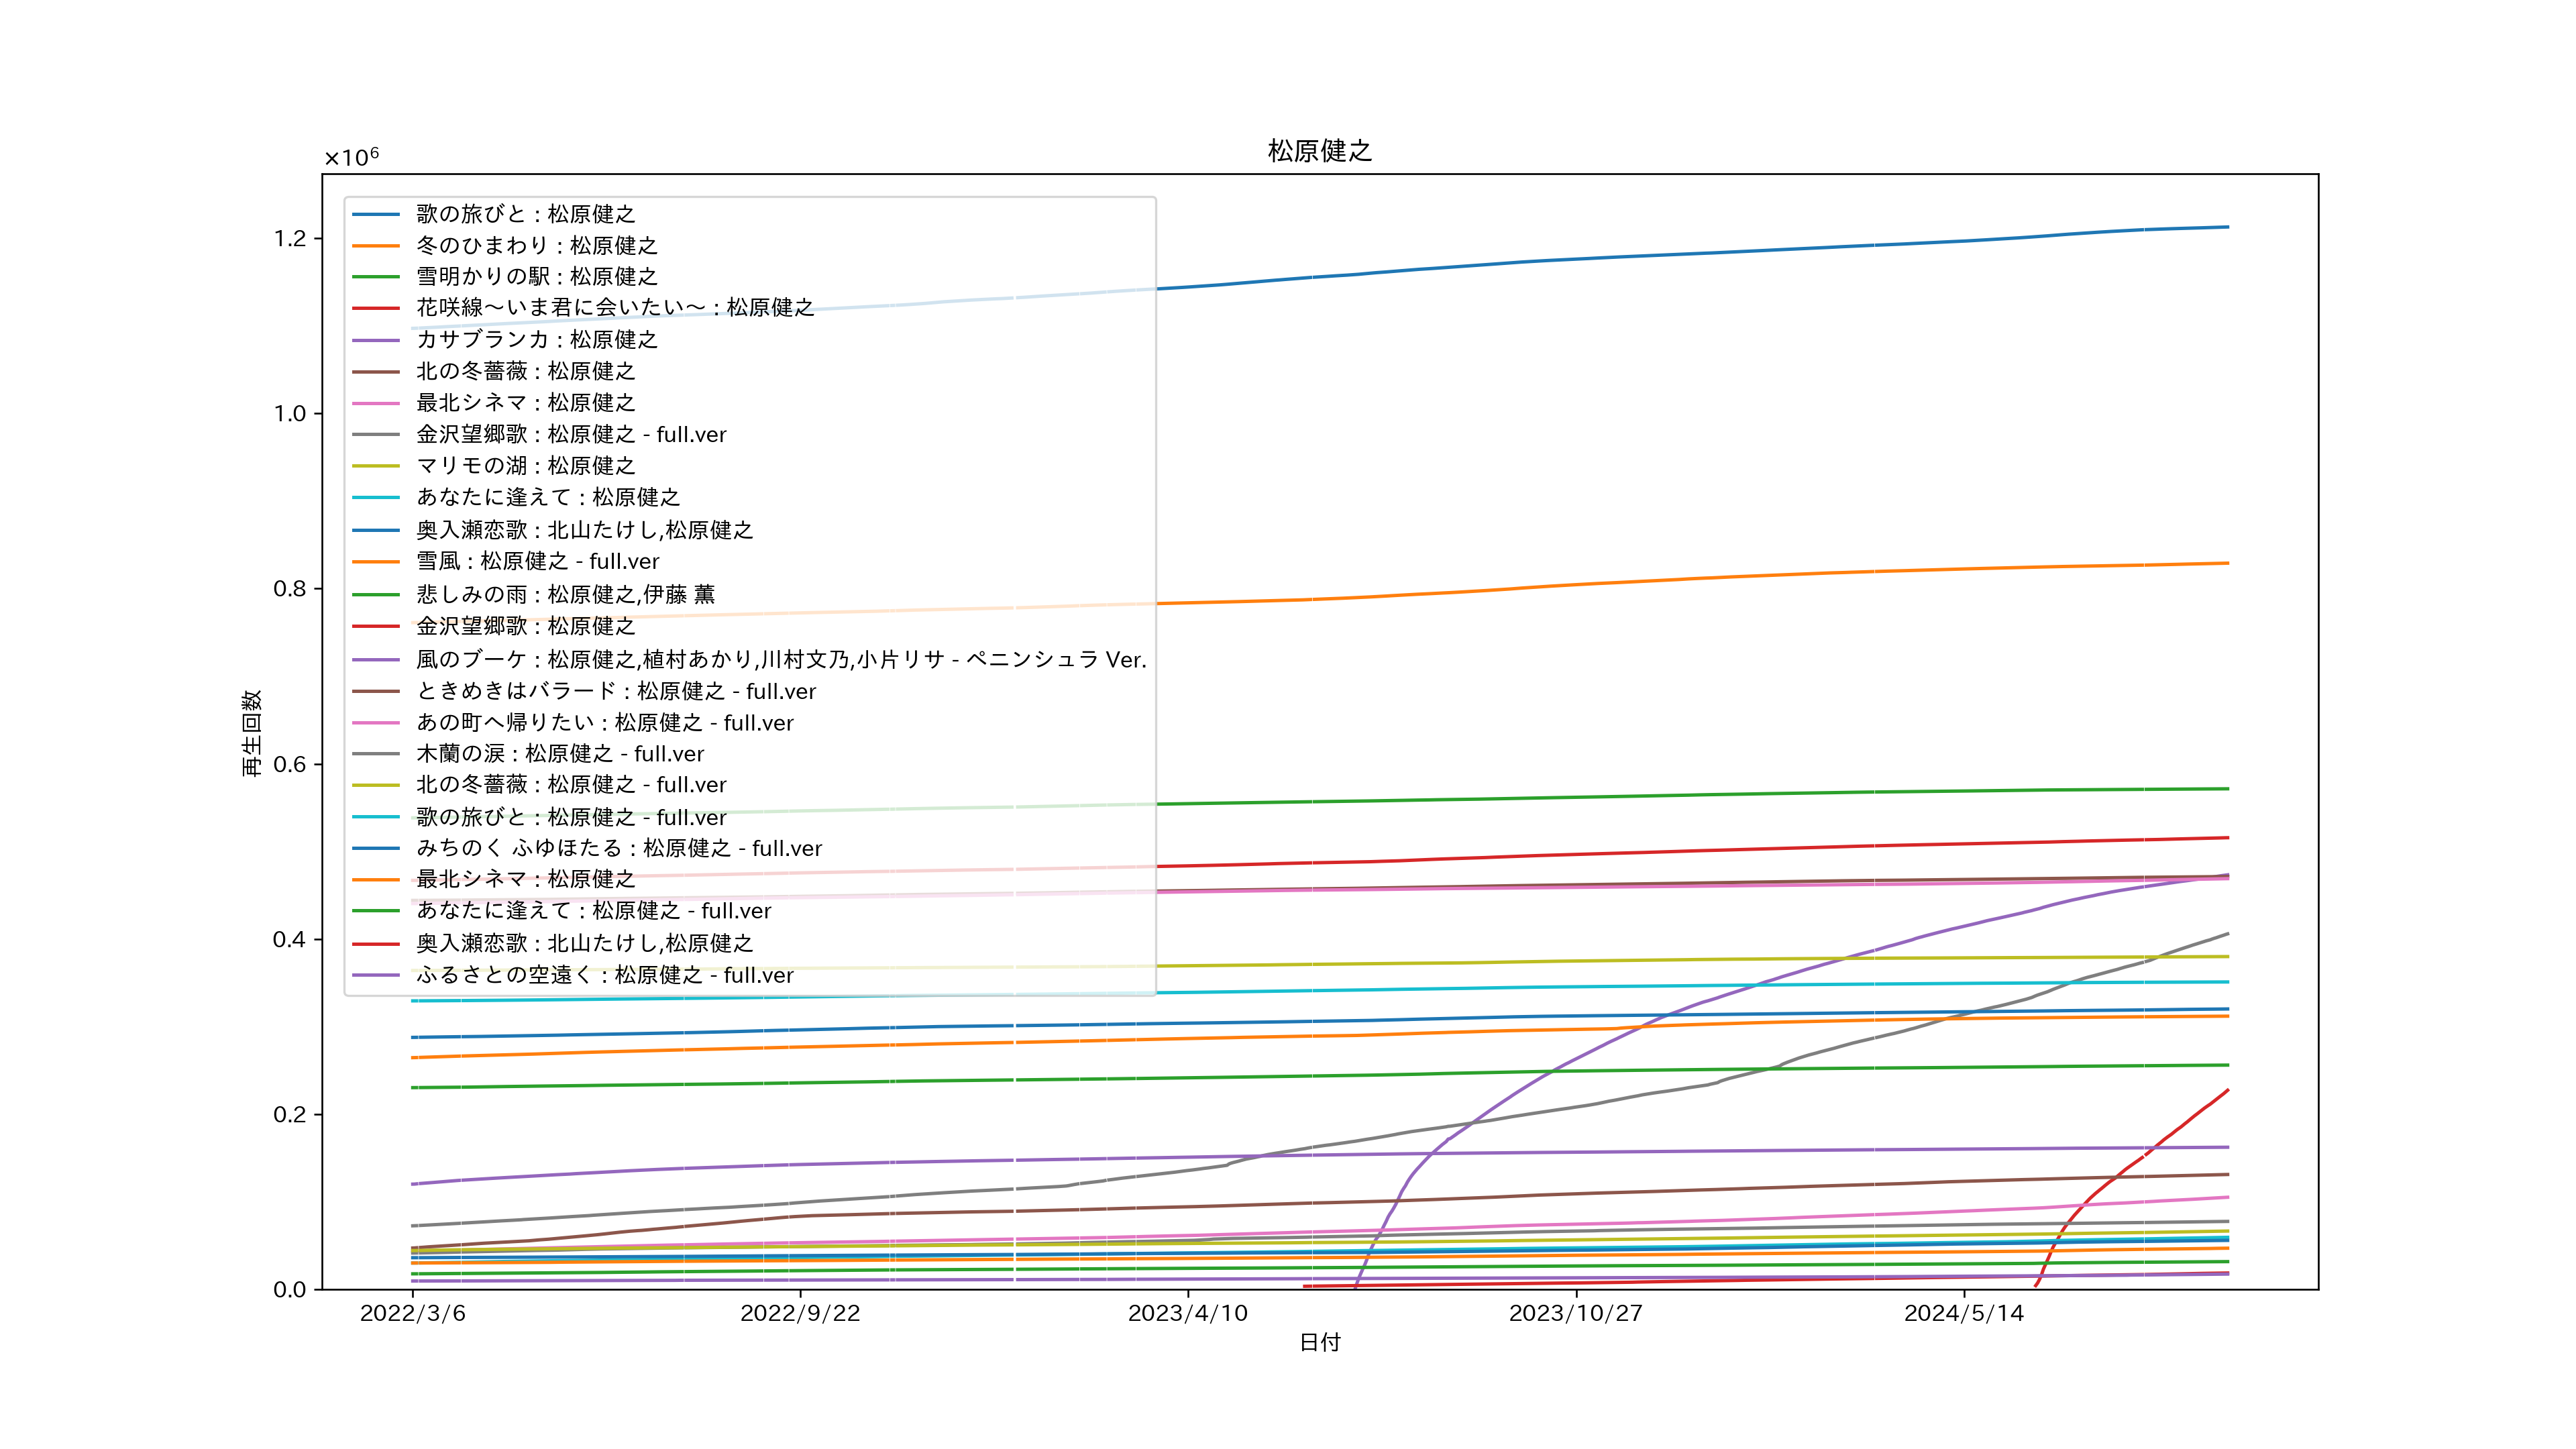 松原健之
×10⁶
1.2
1.0
0.8
0.6
0.4
0.2
0.0
再生回数
歌の旅びと : 松原健之
冬のひまわり : 松原健之
雪明かりの駅 : 松原健之
花咲線～いま君に会いたい～ : 松原健之
カサブランカ : 松原健之
北の冬薔薇 : 松原健之
最北シネマ : 松原健之
金沢望郷歌 : 松原健之 - full.ver
マリモの湖 : 松原健之
あなたに逢えて : 松原健之
奥入瀬恋歌 : 北山たけし,松原健之
雪風 : 松原健之 - full.ver
悲しみの雨 : 松原健之,伊藤 薫
金沢望郷歌 : 松原健之
風のブーケ : 松原健之,植村あかり,川村文乃,小片リサ - ペニンシュラ Ver.
ときめきはバラード : 松原健之 - full.ver
あの町へ帰りたい : 松原健之 - full.ver
木蘭の涙 : 松原健之 - full.ver
北の冬薔薇 : 松原健之 - full.ver
歌の旅びと : 松原健之 - full.ver
みちのく ふゆほたる : 松原健之 - full.ver
最北シネマ : 松原健之
あなたに逢えて : 松原健之 - full.ver
奥入瀬恋歌 : 北山たけし,松原健之
ふるさとの空遠く : 松原健之 - full.ver
2022/3/6
2022/9/22
2023/4/10
2023/10/27
2024/5/14
日付